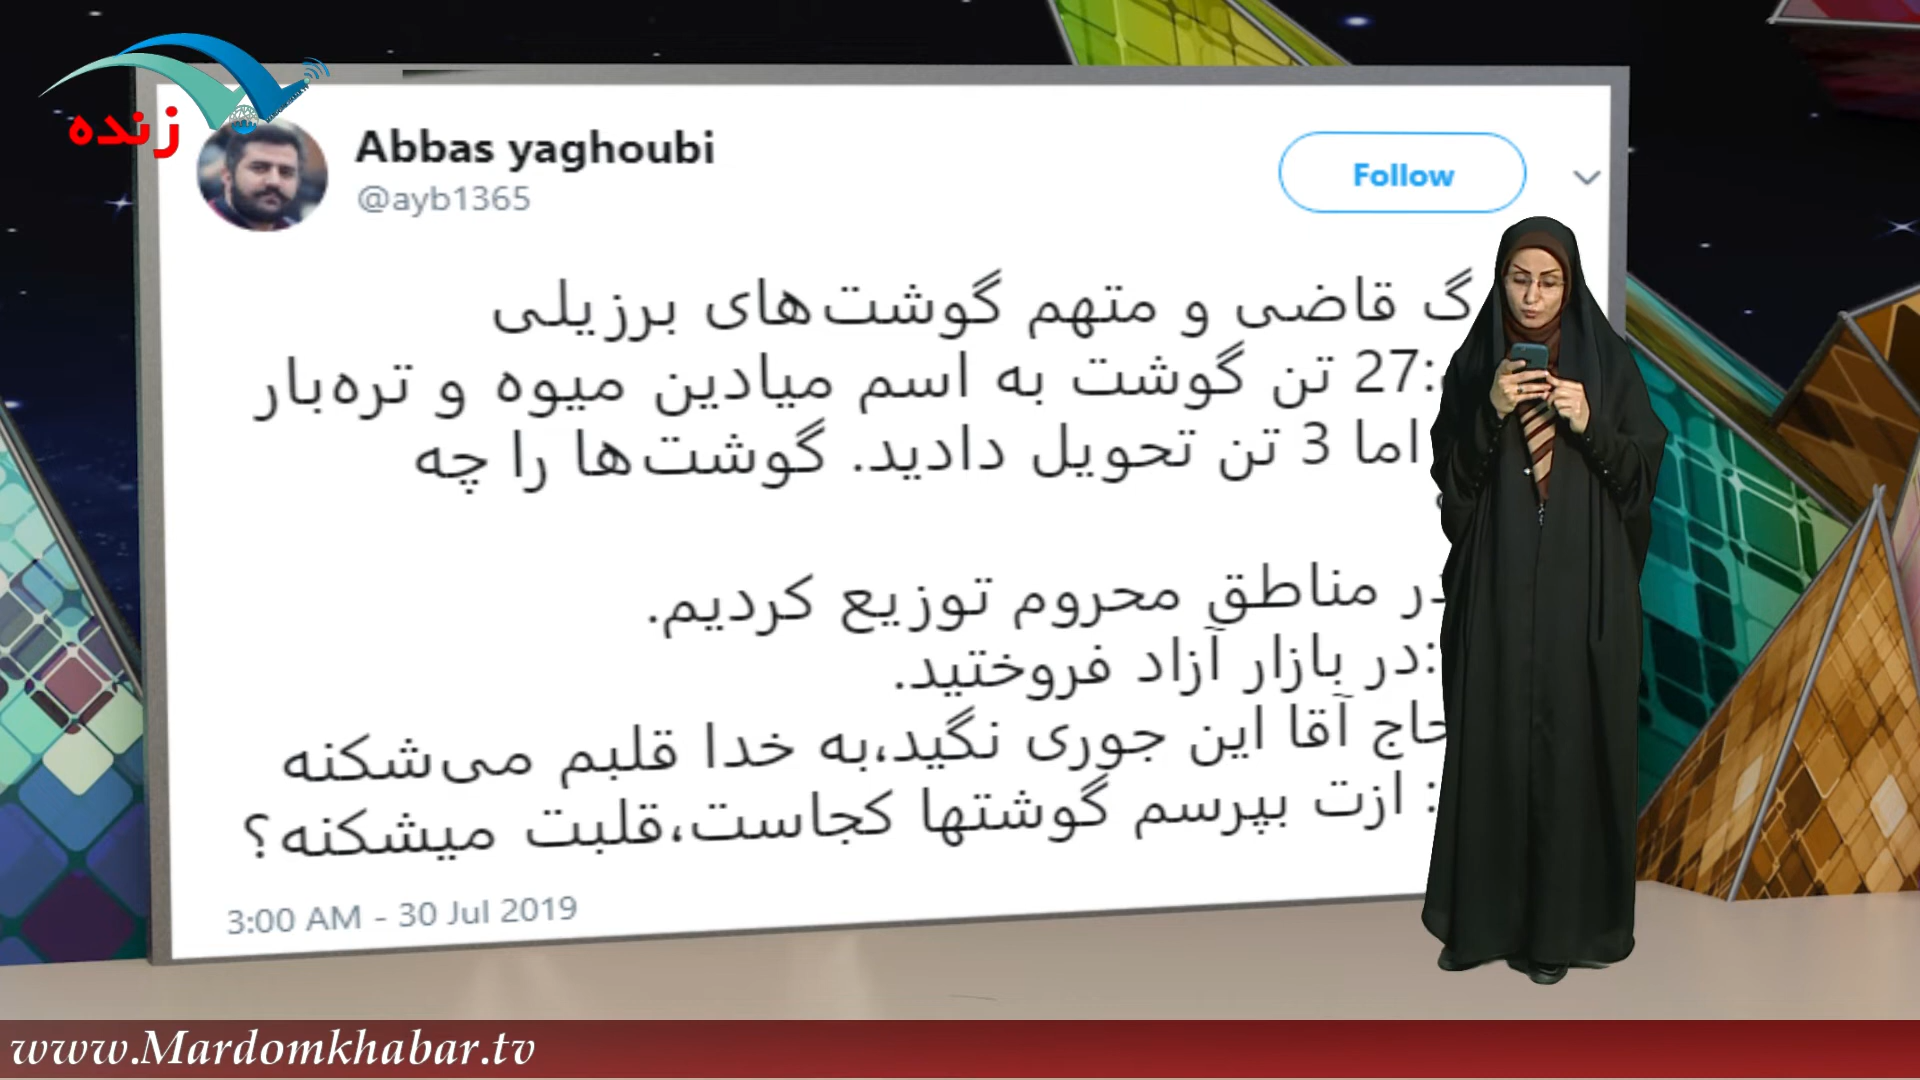 زنده
Abbas yaghoubi
@ayb1365
Follow
قاضی و متهم گوشت‌های برزیلی
27: تن گوشت به اسم میادین میوه و تره‌بار
اما 3 تن تحویل دادید. گوشت‌ها را چه
در مناطق محروم توزیع کردیم.
:در بازار آزاد فروختید.
حاج آقا این جوری نگید،به خدا قلبم می‌شکنه
: ازت بپرسم گوشتها کجاست،قلبت میشکنه؟
3:00 AM - 30 Jul 2019
www.Mardomkhabar.tv